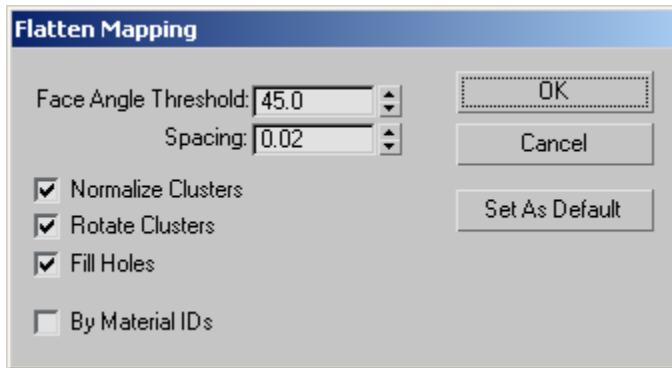 Flatten Mapping
Face Angle Threshold: 45.0
OK
Spacing: 0.02
Cancel
Normalize Clusters
Set As Default
Rotate Clusters
Fill Holes
By Material IDs